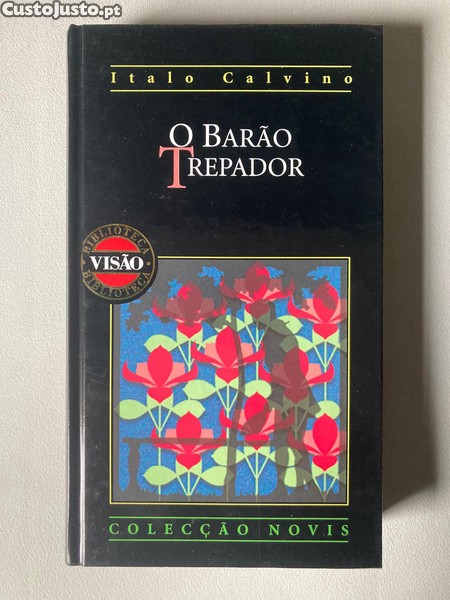 CustoJusto.pt
Italo Calvino
O BARÃO
TREPADOR
BIBLIOTECA
VISÃO
BIBLIOTECA
COLECÇÃO NOVIS